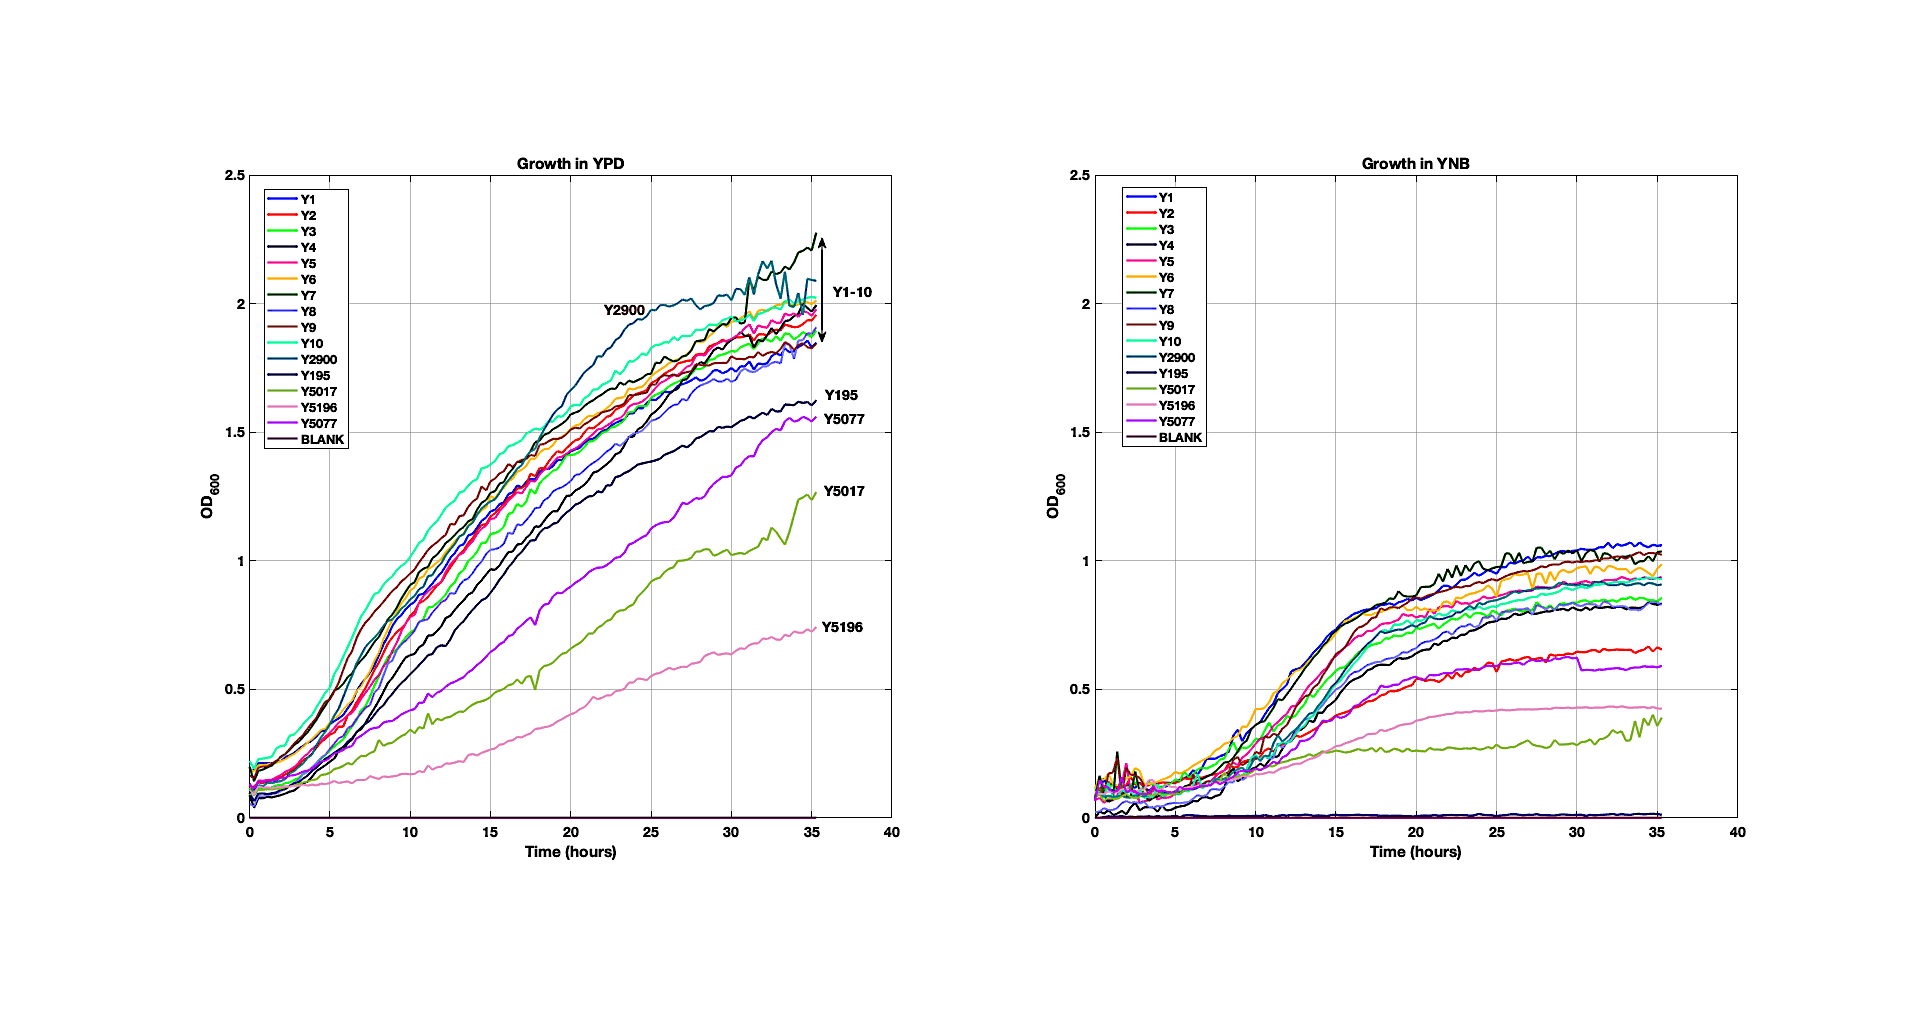 Growth in YPD
2.5
2
1.5
1
0.5
0
OD600
Y1
Y2
Y3
Y4
Y5
Y6
Y7
Y8
Y9
Y10
Y2900
Y195
Y5017
Y5196
Y5077
BLANK
Y2900
Y1-10
Y195
Y5077
Y5017
Y5196
0 5 10 15 20 25 30 35 40
Time (hours)
Growth in YNB
2.5
2
1.5
1
0.5
0
OD600
Y1
Y2
Y3
Y4
Y5
Y6
Y7
Y8
Y9
Y10
Y2900
Y195
Y5017
Y5196
Y5077
BLANK
0 5 10 15 20 25 30 35 40
Time (hours)